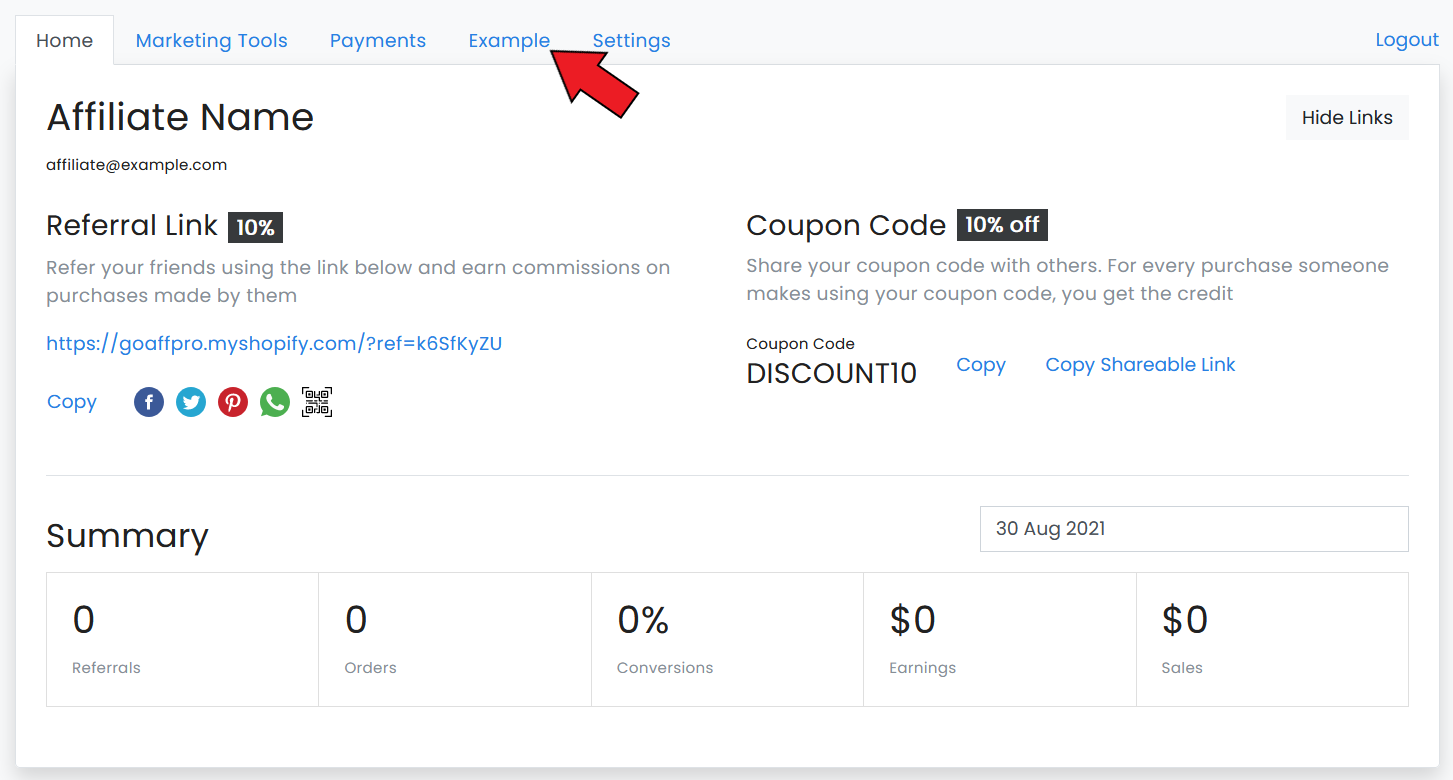 Home Marketing Tools Payments Example Settings Logout
Affiliate Name
Hide Links
affiliate@example.com
Referral Link 10%
Refer your friends using the link below and earn commissions on
purchases made by them
https://goaffpro.myshopify.com/?ref=k6SfKyZU
Copy
Coupon Code 10% off
Share your coupon code with others. For every purchase someone
makes using your coupon code, you get the credit
Coupon Code
DISCOUNT10 Copy Copy Shareable Link
Summary
30 Aug 2021
0 0 0% $0 $0
Referrals Orders Conversions Earnings Sales